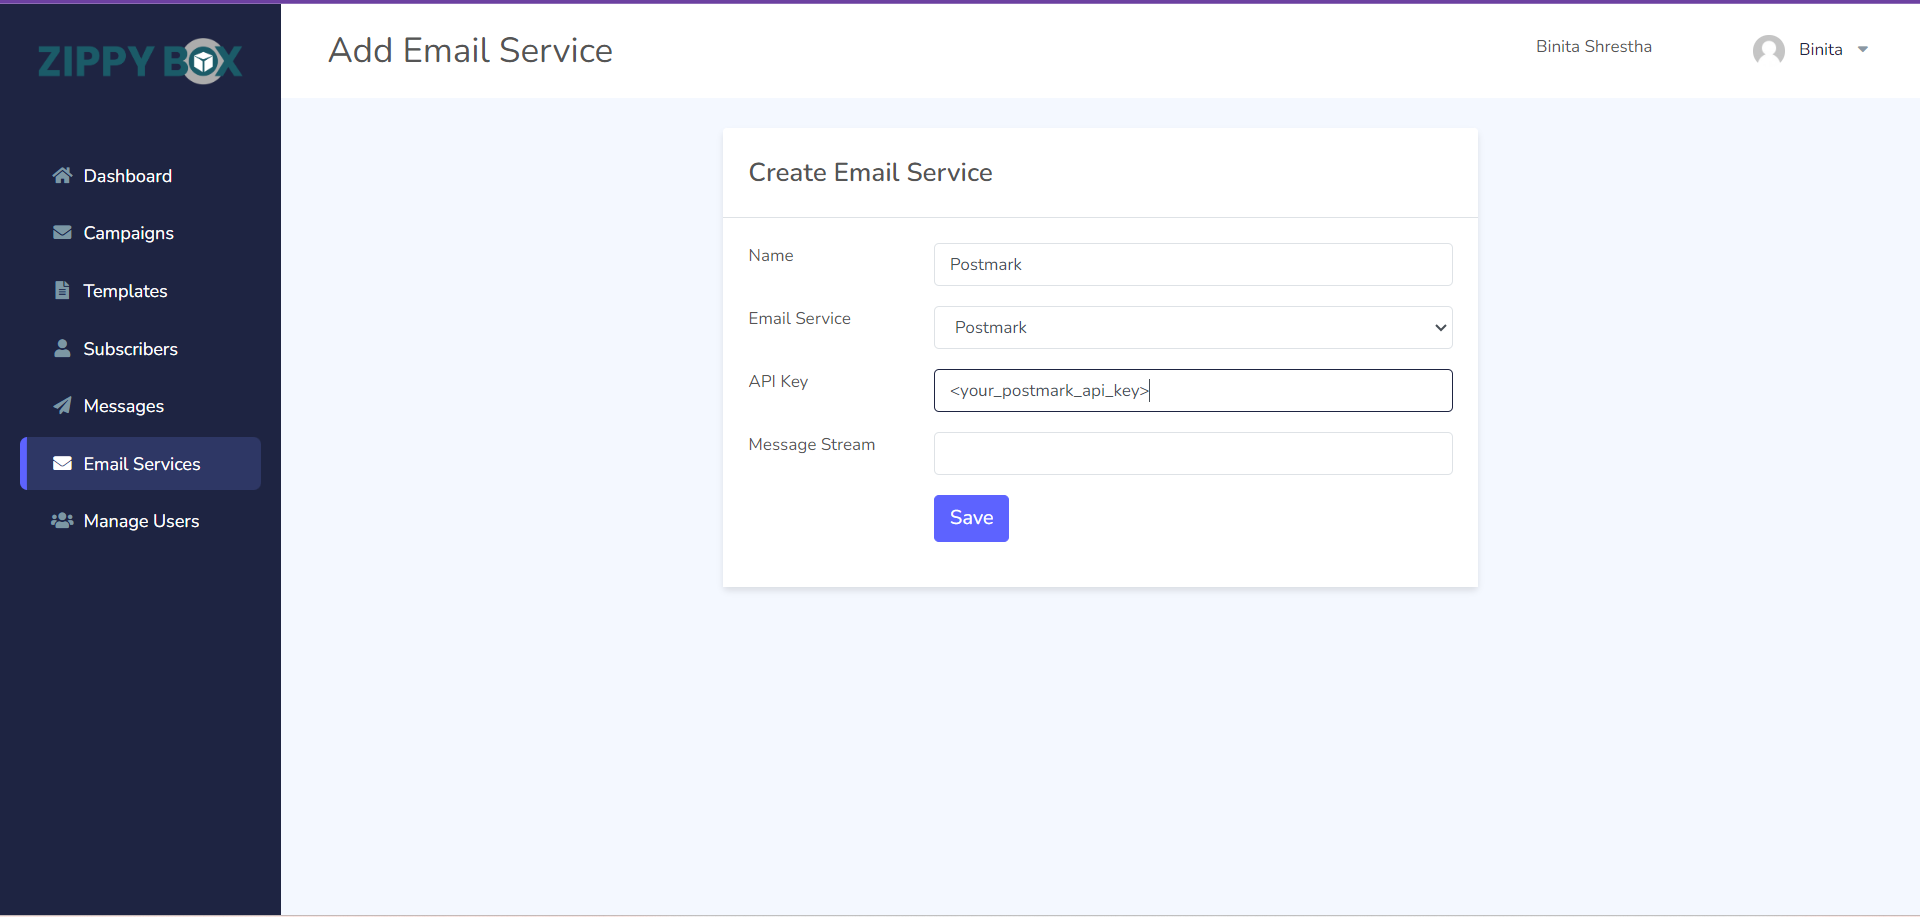 ZIPPY BOX
Add Email Service
Binita Shrestha
Binita
Dashboard
Campaigns
Templates
Subscribers
Messages
Email Services
Manage Users
Create Email Service
Name
Postmark
Email Service
Postmark
API Key
<your_postmark_api_key>
Message Stream
Save